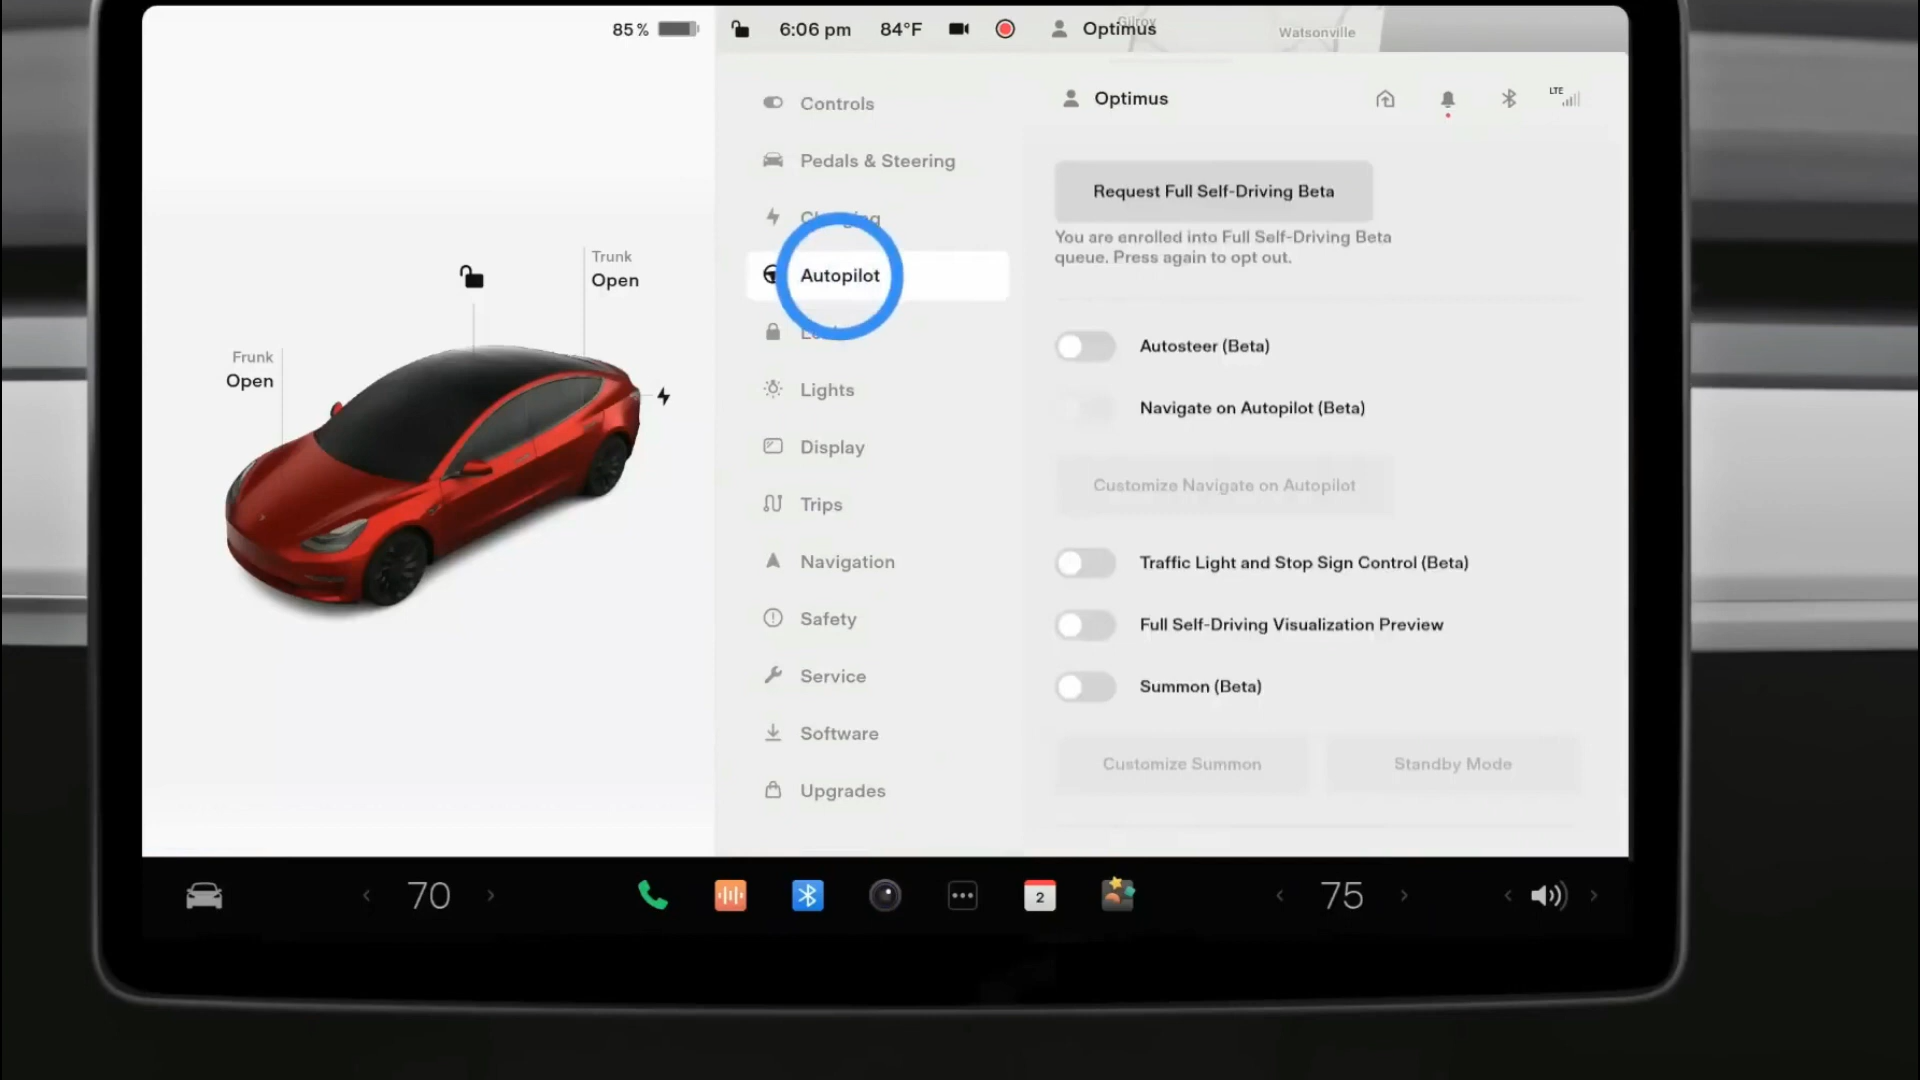 85 %
6:06 pm
84°F
Optimus
Gilroy
Watsonville
Controls
Pedals & Steering
Charging
Autopilot
Lights
Display
Trips
Navigation
Safety
Service
Software
Upgrades
Trunk
Open
Frunk
Open
Optimus
LTE
Request Full Self-Driving Beta
You are enrolled into Full Self-Driving Beta
queue. Press again to opt out.
Autosteer (Beta)
Navigate on Autopilot (Beta)
Customize Navigate on Autopilot
Traffic Light and Stop Sign Control (Beta)
Full Self-Driving Visualization Preview
Summon (Beta)
Customize Summon
Standby Mode
70
2
75